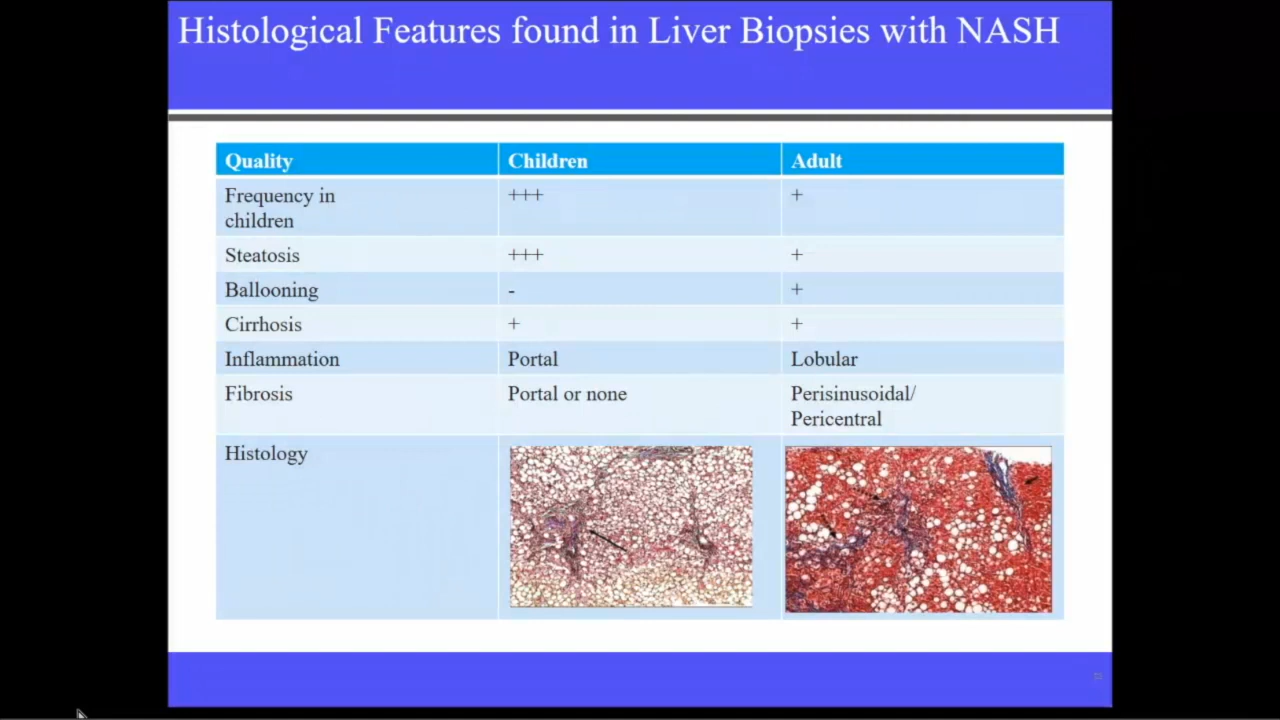 Histological Features found in Liver Biopsies with NASH
Quality Children Adult
Frequency in children +++ +
Steatosis +++ +
Ballooning - +
Cirrhosis + +
Inflammation Portal Lobular
Fibrosis Portal or none Perisinusoidal/
Pericentral
Histology